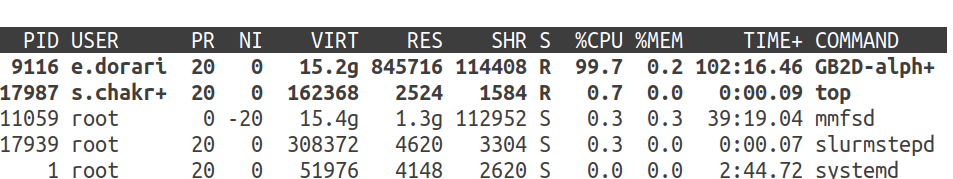 PID USER PR NI VIRT RES SHR S %CPU %MEM TIME+ COMMAND
9116 e.dorari 20 0 15.2g 845716 114408 R 99.7 0.2 102:16.46 GB2D-alph+
17987 s.chakr+ 20 0 162368 2524 1584 R 0.7 0.0 0:00.09 top
11059 root 0 -20 15.4g 1.3g 112952 S 0.3 0.3 39:19.04 mmfsd
17939 root 20 0 308372 4620 3304 S 0.3 0.0 0:00.07 slurmstepd
1 root 20 0 51976 4148 2620 S 0.0 0.0 2:44.72 systemd